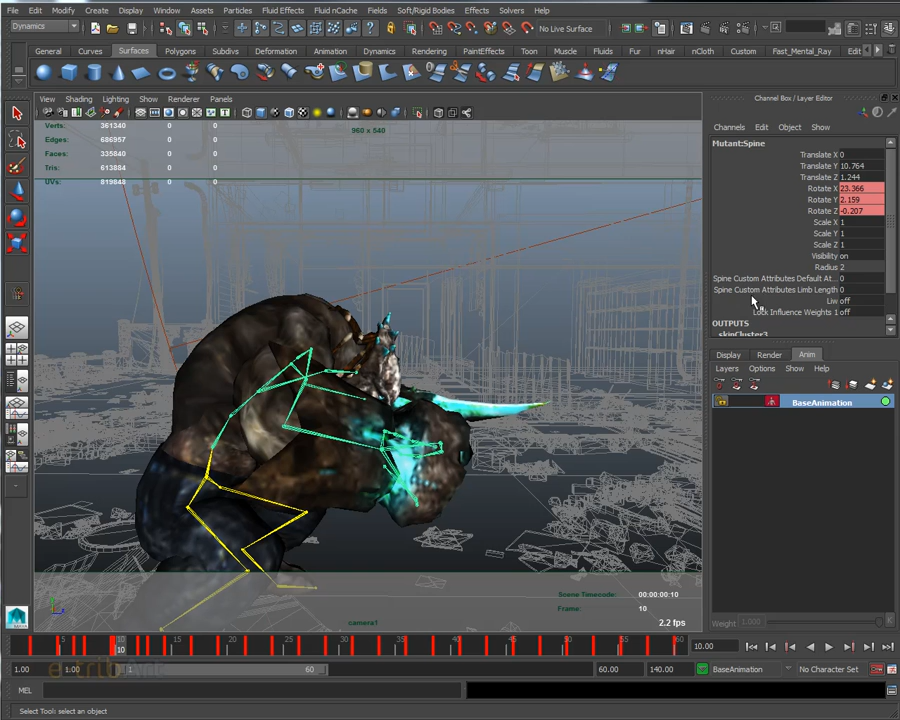 File Edit Modify Create Display Window Assets Particles Fluid Effects Fluid nCache Fields Soft/Rigid Bodies Effects Solvers Help
Dynamics No Live Surface
General Curves Surfaces Polygons Subdivs Deformation Animation Dynamics Rendering PaintEffects Toon Muscle Fluids Fur nHair nCloth Custom Fast_Mental_Ray Edit
Channel Box / Layer Editor
View Shading Lighting Show Renderer Panels
Channels Edit Object Show
Verts: 361340 0 0
Edges: 686957 0 0
Faces: 335840 0 0
Tris: 613884 0 0
UVs: 819848 0 0
960 x 540
Mutant:Spine
Translate X 0
Translate Y 10.764
Translate Z 1.244
Rotate X 23.366
Rotate Y 2.159
Rotate Z -0.207
Scale X 1
Scale Y 1
Scale Z 1
Visibility on
Radius 2
Spine Custom Attributes Default At... 0
Spine Custom Attributes Limb Length 0
Liw off
Lock Influence Weights 1 off
OUTPUTS
skinCluster3
Display Render Anim
Layers Options Show Help
BaseAnimation
Scene Timecode: 00:00:00:10
Frame: 10
camera1 2.2 fps
Weight 1.000
5 10 15 20 25 30 35 40 45 50 55 60
10
10.00
1.00 1.00 1 60 60.00 140.00 BaseAnimation No Character Set
MEL
Select Tool: select an object